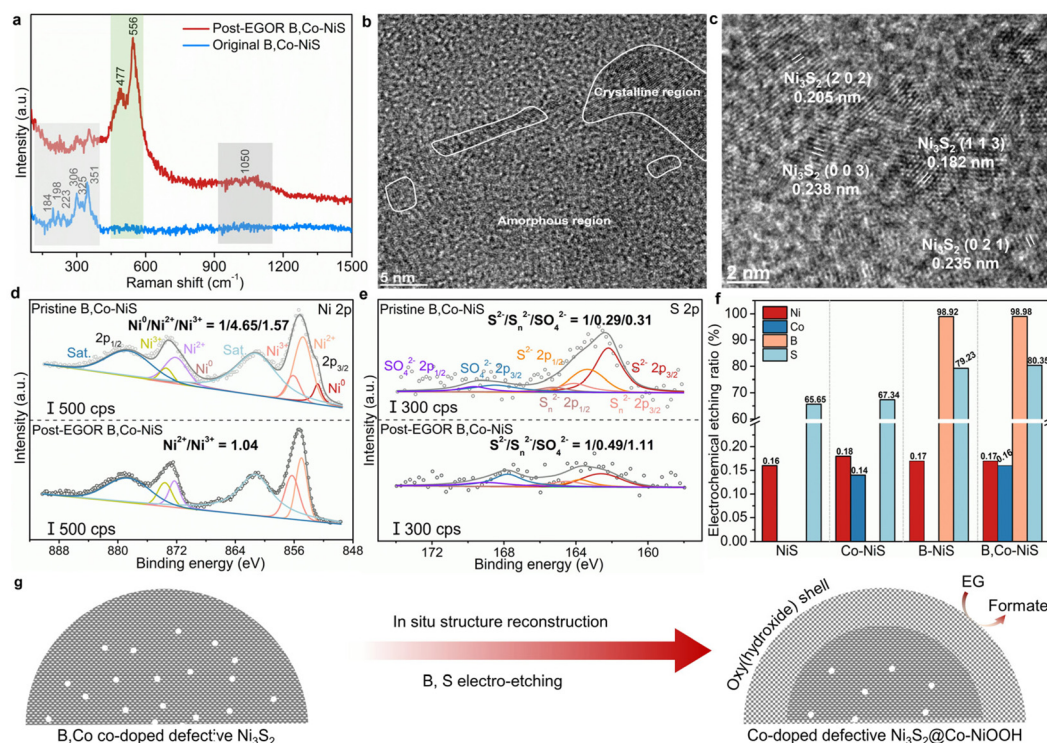 a
Post-EGOR B,Co-NiS
Original B,Co-NiS
477
556
1050
184
198
223
306
325
351
Intensity (a.u.)
300 600 900 1200 1500
Raman shift (cm⁻¹)
b
Crystalline region
Amorphous region
5 nm
c
Ni₃S₂ (2 0 2)
0.205 nm
Ni₃S₂ (1 1 3)
0.182 nm
Ni₃S₂ (0 0 3)
0.238 nm
Ni₃S₂ (0 2 1)
0.235 nm
2 nm
d
Pristine B,Co-NiS
Ni 2p
Ni⁰/Ni²⁺/Ni³⁺ = 1/4.65/1.57
Sat.
2p₁/₂
Ni³⁺
Ni²⁺
Ni⁰
Sat.
Ni³⁺
Ni²⁺
2p₃/₂
Ni⁰
I 500 cps
Post-EGOR B,Co-NiS
Ni²⁺/Ni³⁺ = 1.04
I 500 cps
Intensity (a.u.)
888 880 872 864 856 848
Binding energy (eV)
e
Pristine B,Co-NiS
S 2p
S²⁻/Sₙ²⁻/SO₄²⁻ = 1/0.29/0.31
SO₄²⁻ 2p₁/₂
SO₄²⁻ 2p₃/₂
S²⁻ 2p₁/₂
S²⁻ 2p₃/₂
Sₙ²⁻ 2p₁/₂
Sₙ²⁻ 2p₃/₂
I 300 cps
Post-EGOR B,Co-NiS
S²⁻/Sₙ²⁻/SO₄²⁻ = 1/0.49/1.11
I 300 cps
Intensity (a.u.)
172 168 164 160
Binding energy (eV)
f
Ni
Co
B
S
Electrochemical etching ratio (%)
100
90
80
70
60
0.20
0.15
0.10
0.05
0.00
0.16
65.65
0.18
0.14
67.34
0.17
98.92
79.23
0.17
0.16
98.98
80.35
NiS Co-NiS B-NiS B,Co-NiS
g
B,Co co-doped defective Ni₃S₂
In situ structure reconstruction
B, S electro-etching
Oxy(hydroxide) shell
EG
Formate
Co-doped defective Ni₃S₂@Co-NiOOH